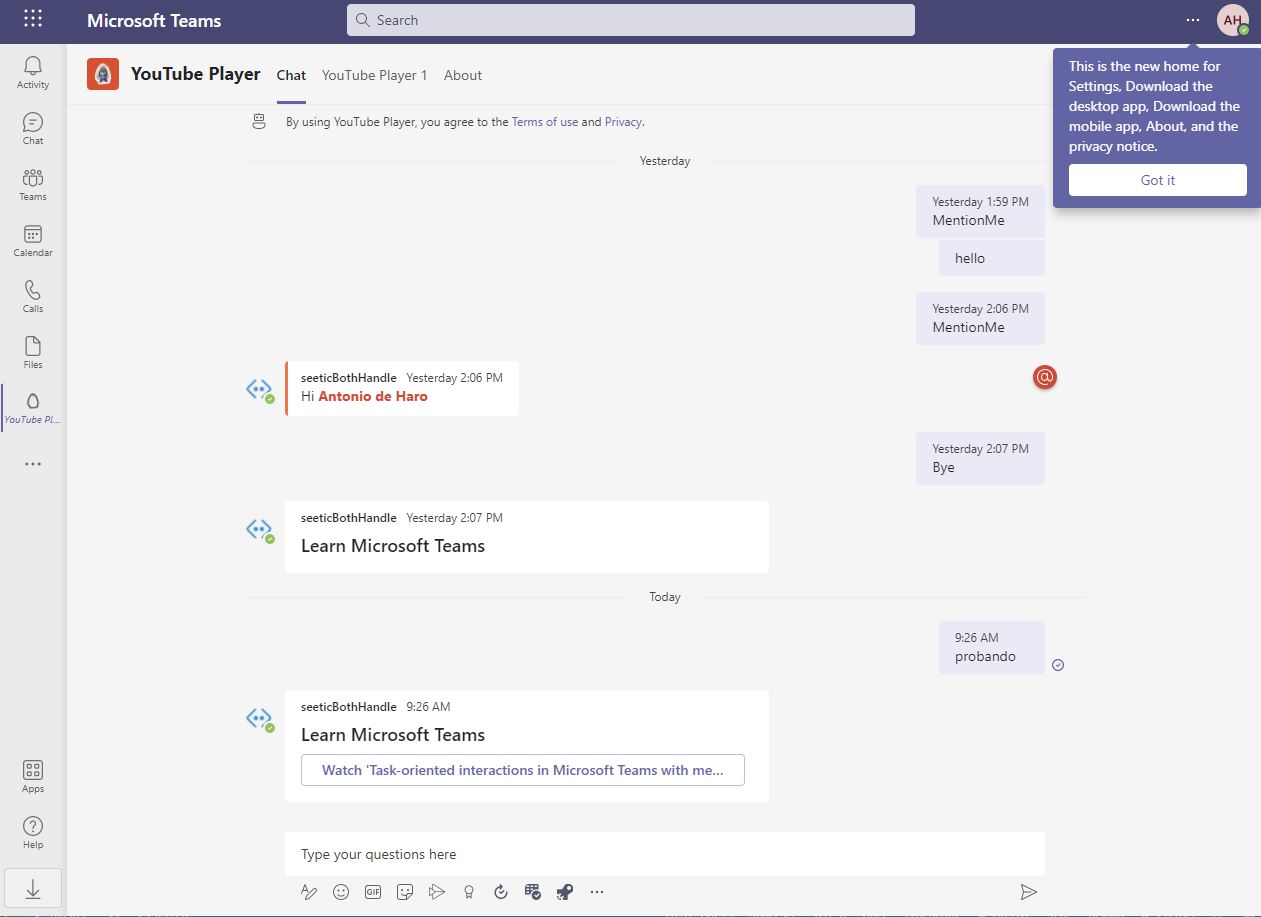 Microsoft Teams
Search
AH
This is the new home for
Settings, Download the
desktop app, Download the
mobile app, About, and the
privacy notice.
Got it
Activity
Chat
Teams
Calendar
Calls
Files
YouTube Pl...
Apps
Help
YouTube Player
Chat
YouTube Player 1
About
By using YouTube Player, you agree to the Terms of use and Privacy.
Yesterday
Yesterday 1:59 PM
MentionMe
hello
Yesterday 2:06 PM
MentionMe
seeticBothHandle Yesterday 2:06 PM
Hi Antonio de Haro
@
Yesterday 2:07 PM
Bye
seeticBothHandle Yesterday 2:07 PM
Learn Microsoft Teams
Today
9:26 AM
probando
seeticBothHandle 9:26 AM
Learn Microsoft Teams
Watch 'Task-oriented interactions in Microsoft Teams with me...
Type your questions here
GIF